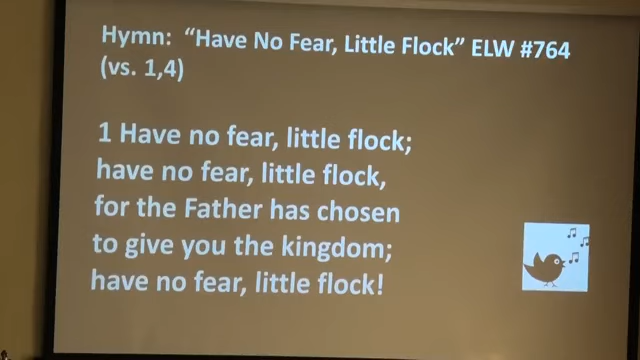 Hymn: “Have No Fear, Little Flock” ELW #764
(vs. 1,4)
1 Have no fear, little flock;
have no fear, little flock,
for the Father has chosen
to give you the kingdom;
have no fear, little flock!